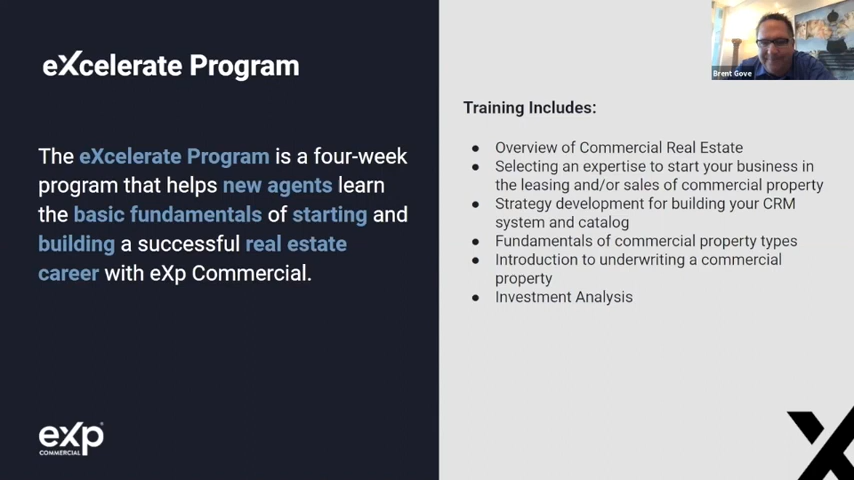 eXcelerate Program
The eXcelerate Program is a four-week
program that helps new agents learn
the basic fundamentals of starting and
building a successful real estate
career with eXp Commercial.
eXp
COMMERCIAL
Brent Gove
Training Includes:
● Overview of Commercial Real Estate
● Selecting an expertise to start your business in
the leasing and/or sales of commercial property
● Strategy development for building your CRM
system and catalog
● Fundamentals of commercial property types
● Introduction to underwriting a commercial
property
● Investment Analysis